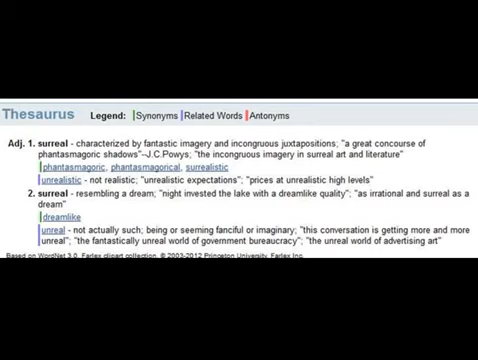 Thesaurus Legend: Synonyms Related Words Antonyms
Adj. 1. surreal - characterized by fantastic imagery and incongruous juxtapositions; "a great concourse of
phantasmagoric shadows"--J.C.Powys; "the incongruous imagery in surreal art and literature"
phantasmagoric, phantasmagorical, surrealistic
unrealistic - not realistic; "unrealistic expectations"; "prices at unrealistic high levels"
2. surreal - resembling a dream; "night invested the lake with a dreamlike quality"; "as irrational and surreal as a
dream"
dreamlike
unreal - not actually such; being or seeming fanciful or imaginary; "this conversation is getting more and more
unreal"; "the fantastically unreal world of government bureaucracy"; "the unreal world of advertising art"
Based on WordNet 3.0, Farlex clipart collection. © 2003-2012 Princeton University, Farlex Inc.